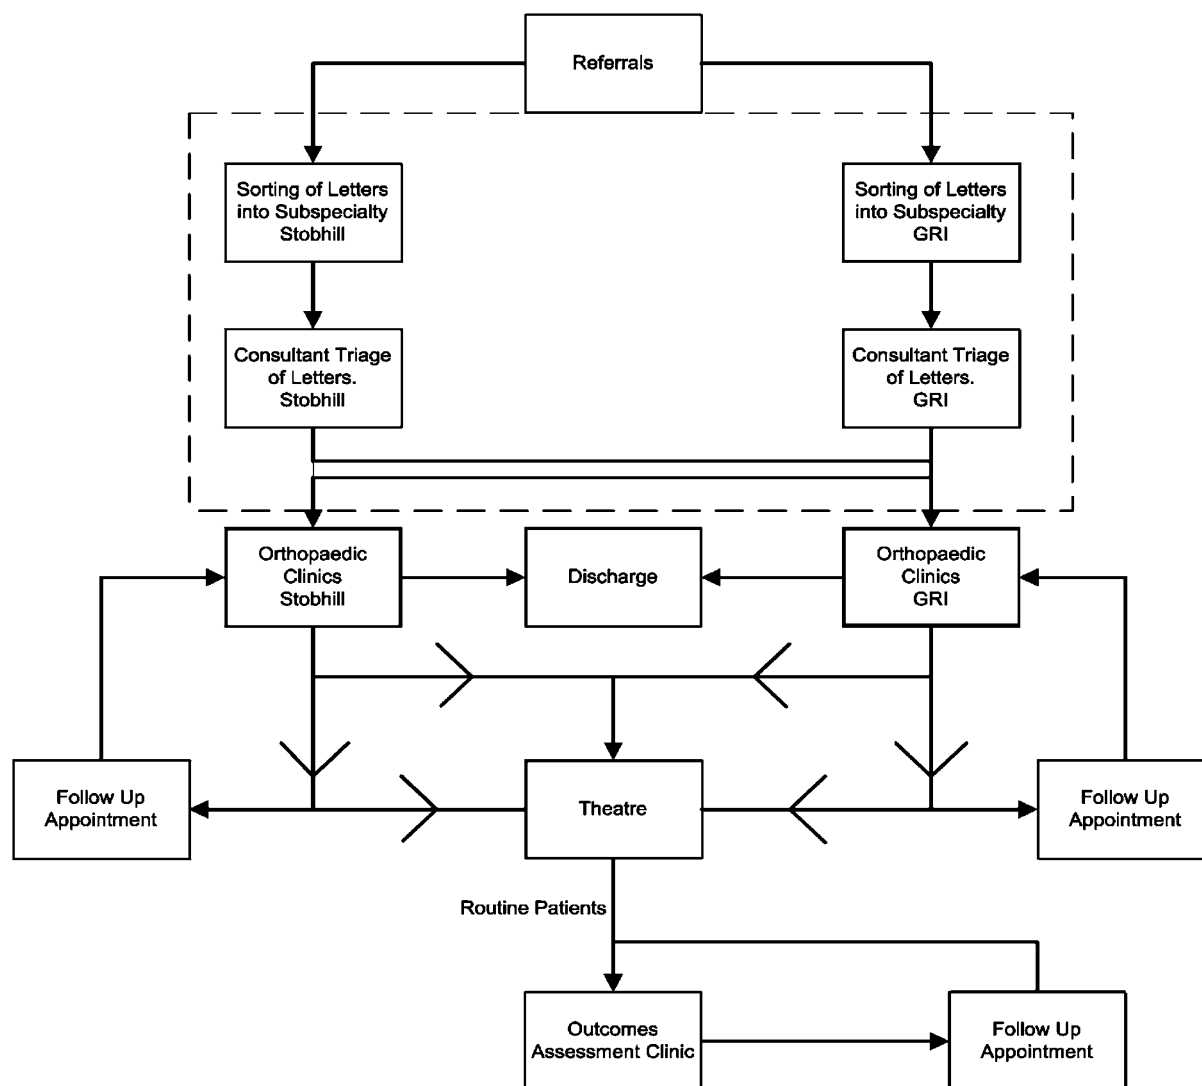 Referrals
Sorting of Letters
into Subspecialty
Stobhill
Sorting of Letters
into Subspecialty
GRI
Consultant Triage
of Letters.
Stobhill
Consultant Triage
of Letters.
GRI
Orthopaedic
Clinics
Stobhill
Discharge
Orthopaedic
Clinics
GRI
Follow Up
Appointment
Theatre
Follow Up
Appointment
Routine Patients
Outcomes
Assessment Clinic
Follow Up
Appointment